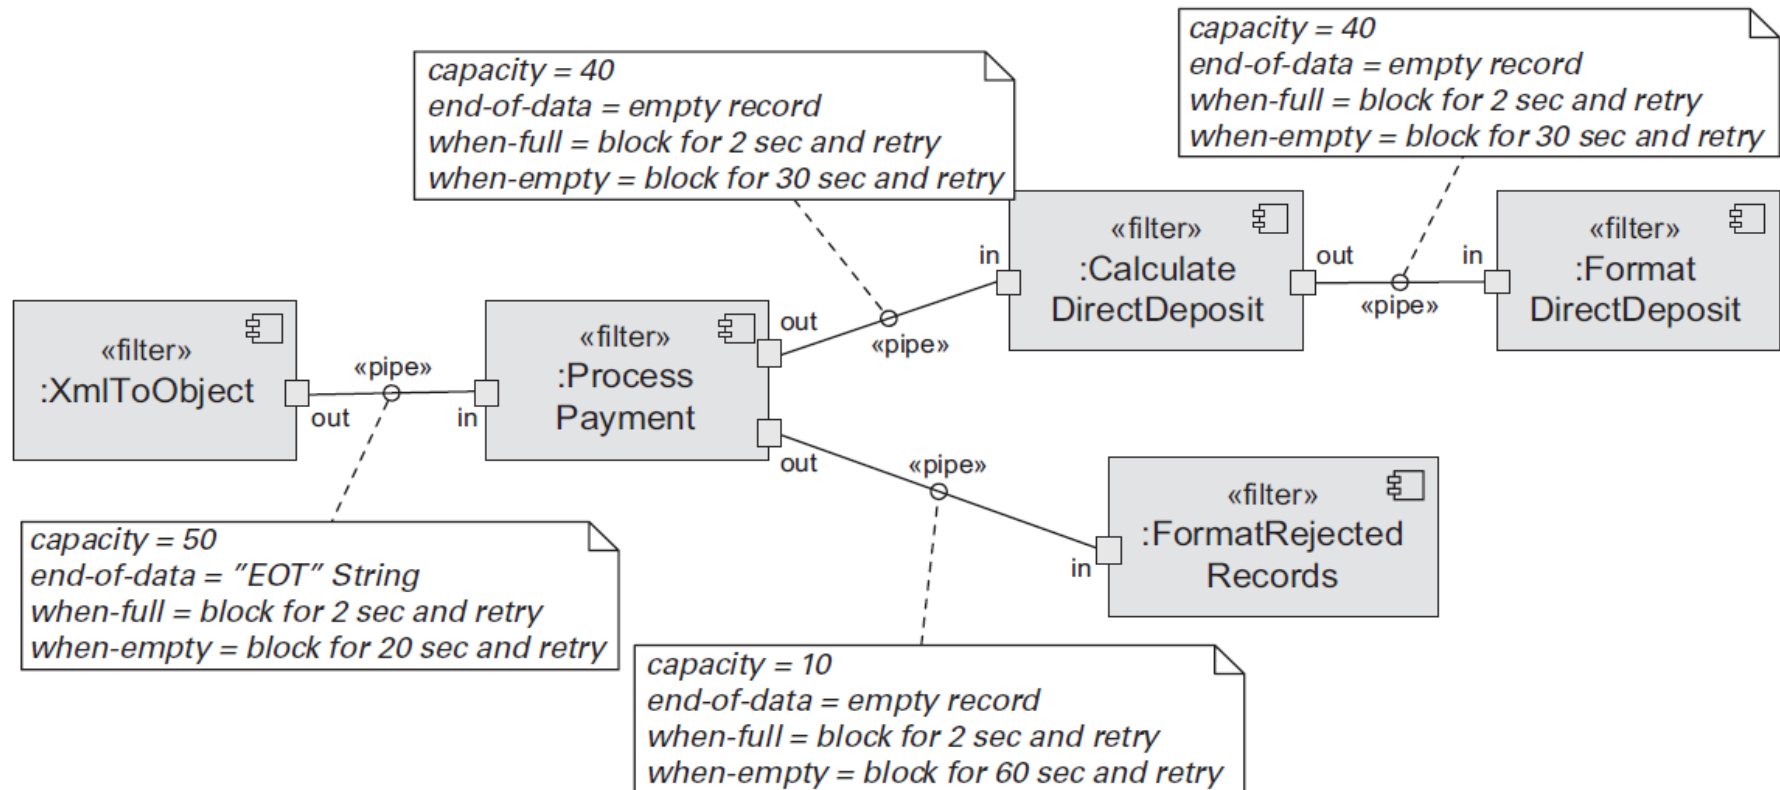 capacity = 40
end-of-data = empty record
when-full = block for 2 sec and retry
when-empty = block for 30 sec and retry
capacity = 40
end-of-data = empty record
when-full = block for 2 sec and retry
when-empty = block for 30 sec and retry
«filter»
:XmlToObject
out
«pipe»
in
«filter»
:Process
Payment
out
«pipe»
in
«filter»
:Calculate
DirectDeposit
out
«pipe»
in
«filter»
:Format
DirectDeposit
out
«pipe»
in
«filter»
:FormatRejected
Records
capacity = 50
end-of-data = "EOT" String
when-full = block for 2 sec and retry
when-empty = block for 20 sec and retry
capacity = 10
end-of-data = empty record
when-full = block for 2 sec and retry
when-empty = block for 60 sec and retry